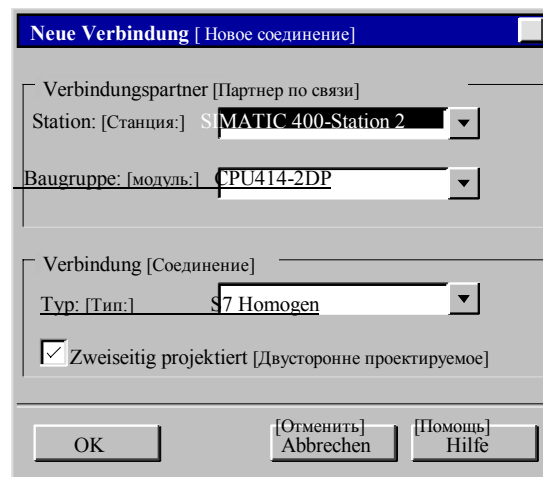 Neue Verbindung [ Новое соединение]
Verbindungspartner [Партнер по связи]
Station: [Станция:] SIMATIC 400-Station 2
Baugruppe: [модуль:] CPU414-2DP
Verbindung [Соединение]
Typ: [Тип:] S7 Homogen
Zweiseitig projektiert [Двусторонне проектируемое]
OK
[Отменить]
Abbrechen
[Помощь]
Hilfe